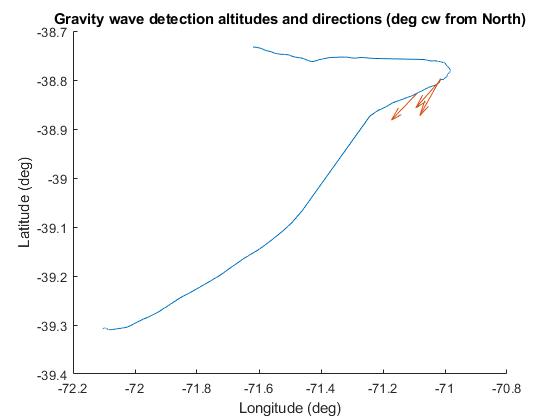 Gravity wave detection altitudes and directions (deg cw from North)
-38.7
-38.8
-38.9
-39
-39.1
-39.2
-39.3
-39.4
Latitude (deg)
-72.2 -72 -71.8 -71.6 -71.4 -71.2 -71 -70.8
Longitude (deg)